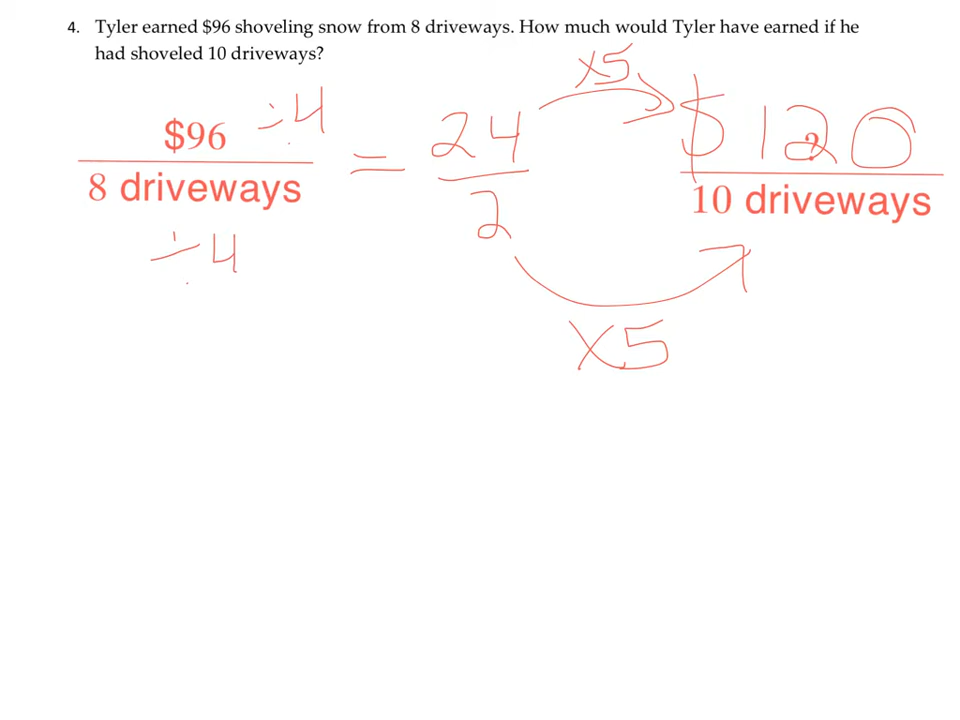 4. Tyler earned $96 shoveling snow from 8 driveways. How much would Tyler have earned if he
had shoveled 10 driveways?
×5
$96 ÷4 = 24 $120
8 driveways 2 10 driveways
÷4
×5